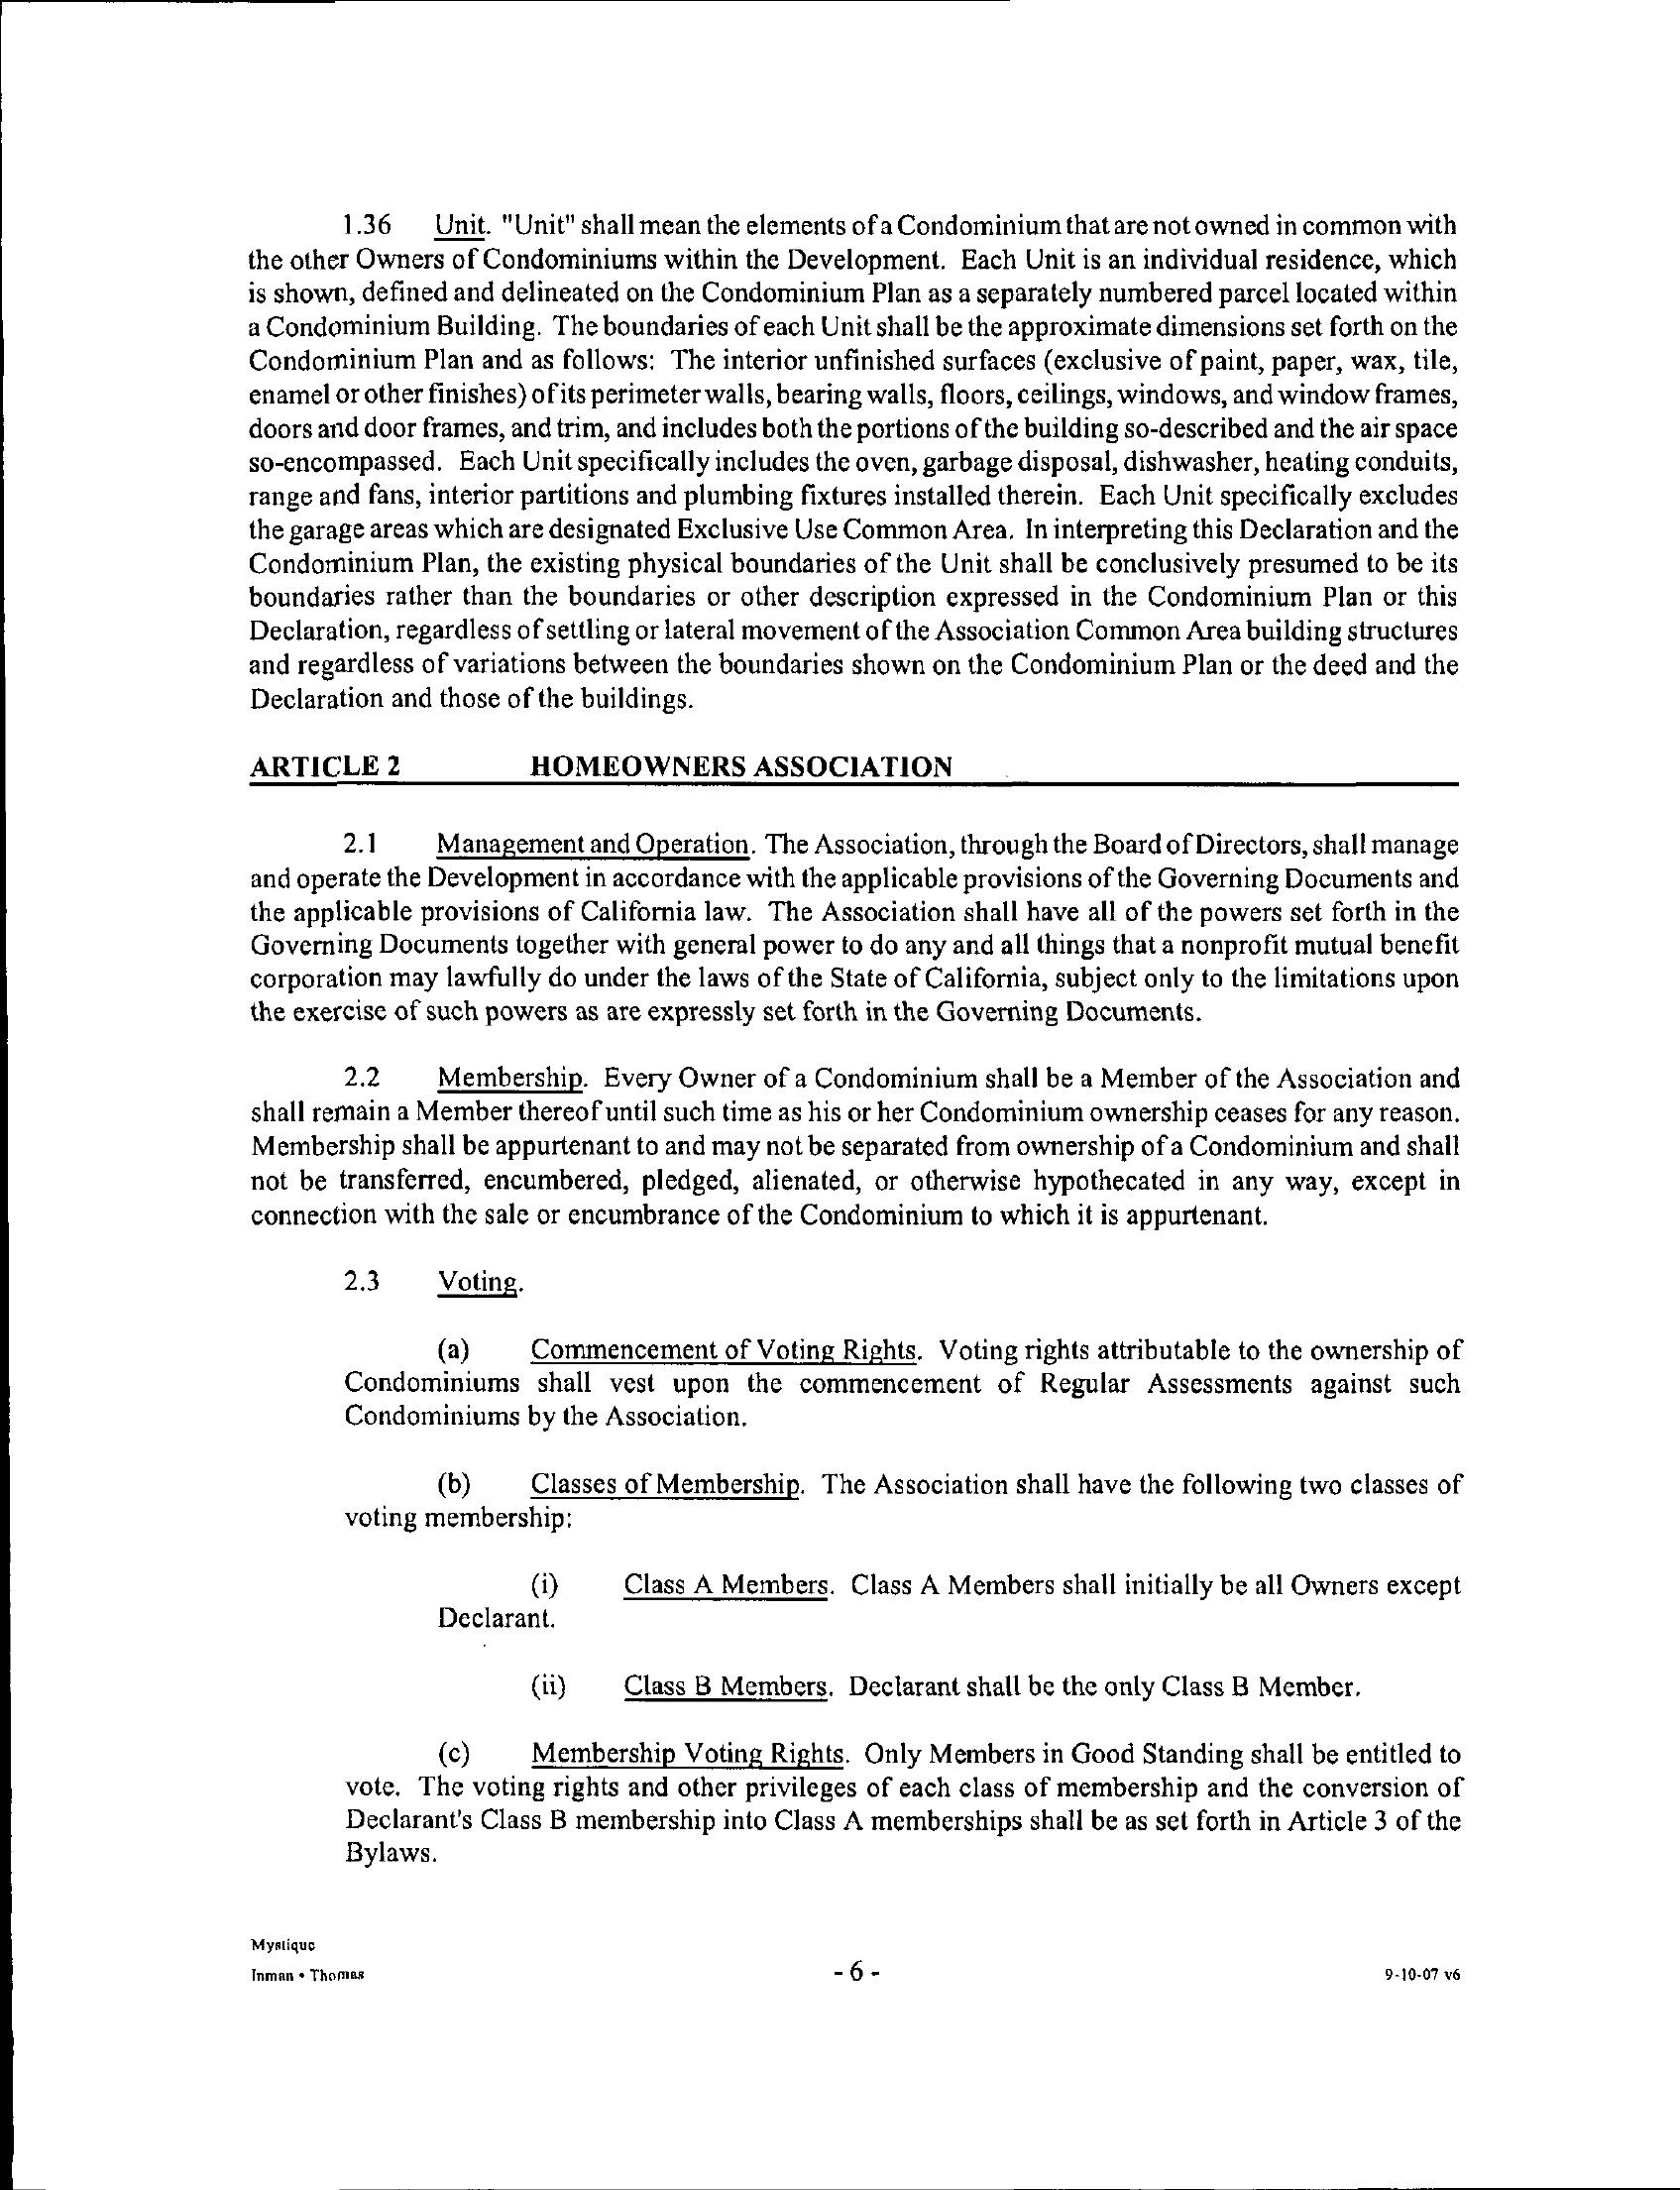 1.36 Unit. "Unit" shall mean the elements of a Condominium that are not owned in common with
the other Owners of Condominiums within the Development. Each Unit is an individual residence, which
is shown, defined and delineated on the Condominium Plan as a separately numbered parcel located within
a Condominium Building. The boundaries of each Unit shall be the approximate dimensions set forth on the
Condominium Plan and as follows: The interior unfinished surfaces (exclusive of paint, paper, wax, tile,
enamel or other finishes) of its perimeter walls, bearing walls, floors, ceilings, windows, and window frames,
doors and door frames, and trim, and includes both the portions of the building so-described and the air space
so-encompassed. Each Unit specifically includes the oven, garbage disposal, dishwasher, heating conduits,
range and fans, interior partitions and plumbing fixtures installed therein. Each Unit specifically excludes
the garage areas which are designated Exclusive Use Common Area. In interpreting this Declaration and the
Condominium Plan, the existing physical boundaries of the Unit shall be conclusively presumed to be its
boundaries rather than the boundaries or other description expressed in the Condominium Plan or this
Declaration, regardless of settling or lateral movement of the Association Common Area building structures
and regardless of variations between the boundaries shown on the Condominium Plan or the deed and the
Declaration and those of the buildings.
ARTICLE 2 HOMEOWNERS ASSOCIATION
2.1 Management and Operation. The Association, through the Board of Directors, shall manage
and operate the Development in accordance with the applicable provisions of the Governing Documents and
the applicable provisions of California law. The Association shall have all of the powers set forth in the
Governing Documents together with general power to do any and all things that a nonprofit mutual benefit
corporation may lawfully do under the laws of the State of California, subject only to the limitations upon
the exercise of such powers as are expressly set forth in the Governing Documents.
2.2 Membership. Every Owner of a Condominium shall be a Member of the Association and
shall remain a Member thereof until such time as his or her Condominium ownership ceases for any reason.
Membership shall be appurtenant to and may not be separated from ownership of a Condominium and shall
not be transferred, encumbered, pledged, alienated, or otherwise hypothecated in any way, except in
connection with the sale or encumbrance of the Condominium to which it is appurtenant.
2.3 Voting.
(a) Commencement of Voting Rights. Voting rights attributable to the ownership of
Condominiums shall vest upon the commencement of Regular Assessments against such
Condominiums by the Association.
(b) Classes of Membership. The Association shall have the following two classes of
voting membership:
(i) Class A Members. Class A Members shall initially be all Owners except
Declarant.
(ii) Class B Members. Declarant shall be the only Class B Member.
(c) Membership Voting Rights. Only Members in Good Standing shall be entitled to
vote. The voting rights and other privileges of each class of membership and the conversion of
Declarant's Class B membership into Class A memberships shall be as set forth in Article 3 of the
Bylaws.
Mystique
Inman • Thomas - 6 - 9-10-07 v6